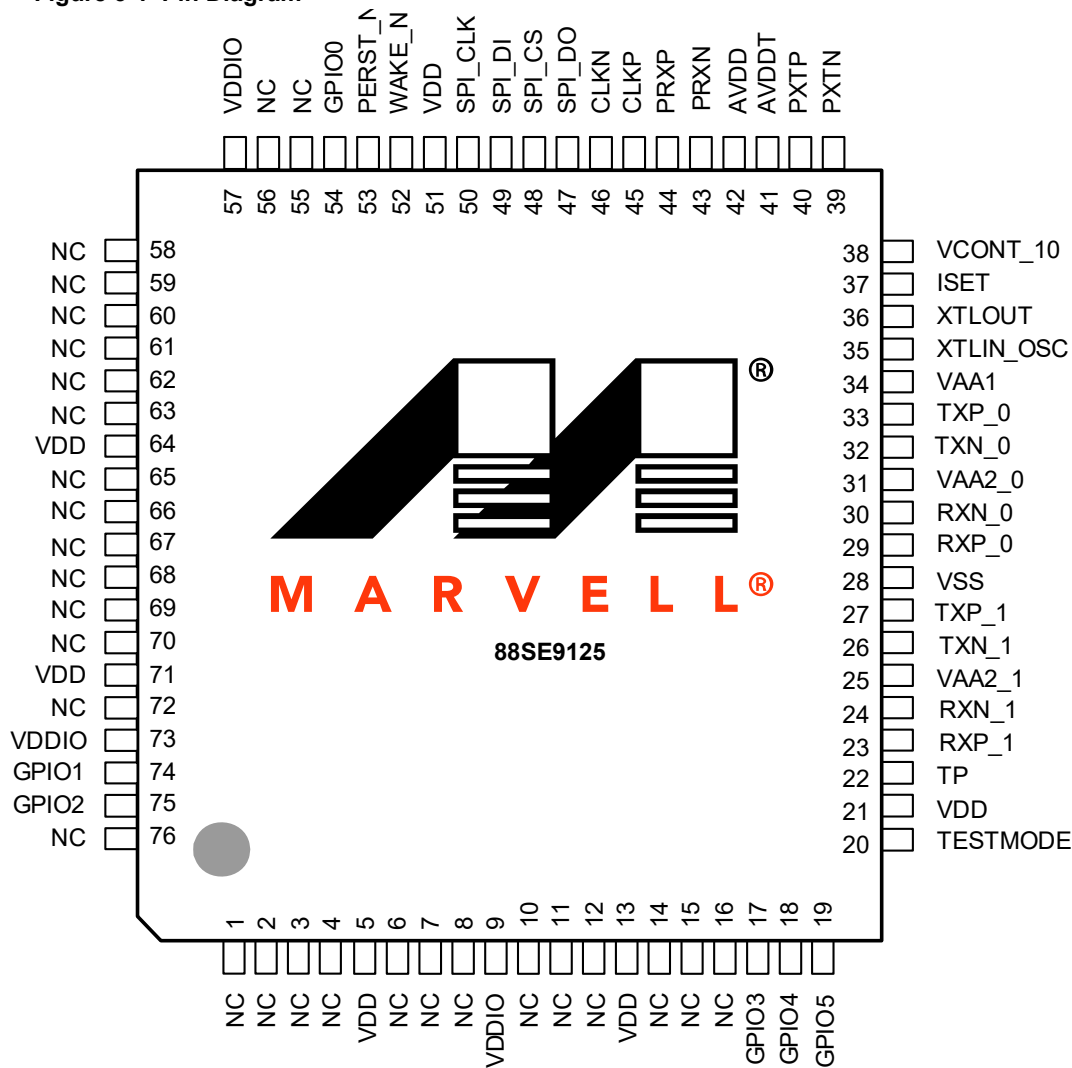 VDDIO
NC
NC
GPIO0
PERST_N
WAKE_N
VDD
SPI_CLK
SPI_DI
SPI_CS
SPI_DO
CLKN
CLKP
PRXP
PRXN
AVDD
AVDDT
PXTP
PXTN
57 56 55 54 53 52 51 50 49 48 47 46 45 44 43 42 41 40 39
NC 58
NC 59
NC 60
NC 61
NC 62
NC 63
VDD 64
NC 65
NC 66
NC 67
NC 68
NC 69
NC 70
VDD 71
NC 72
VDDIO 73
GPIO1 74
GPIO2 75
NC 76
®
MARVELL®
88SE9125
38 VCONT_10
37 ISET
36 XTLOUT
35 XTLIN_OSC
34 VAA1
33 TXP_0
32 TXN_0
31 VAA2_0
30 RXN_0
29 RXP_0
28 VSS
27 TXP_1
26 TXN_1
25 VAA2_1
24 RXN_1
23 RXP_1
22 TP
21 VDD
20 TESTMODE
1 2 3 4 5 6 7 8 9 10 11 12 13 14 15 16 17 18 19
NC
NC
NC
NC
VDD
NC
NC
NC
VDDIO
NC
NC
NC
VDD
NC
NC
NC
GPIO3
GPIO4
GPIO5